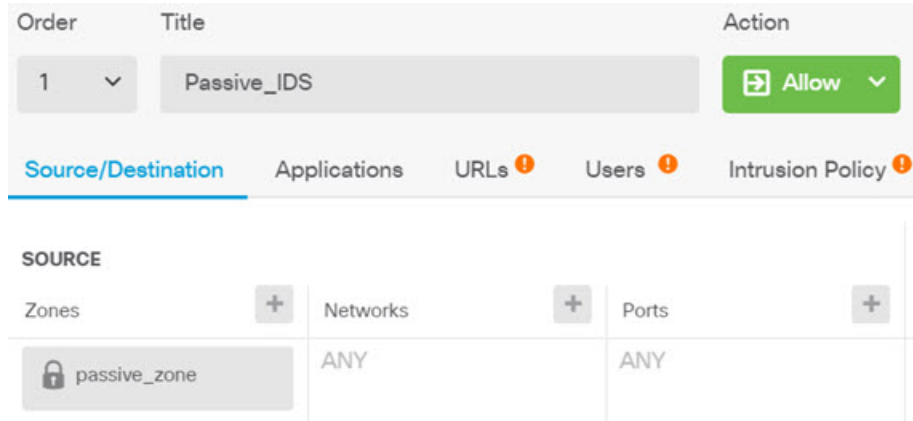 Order Title Action
1 Passive_IDS Allow
Source/Destination Applications URLs ! Users ! Intrusion Policy !
SOURCE
Zones + Networks + Ports +
passive_zone ANY ANY